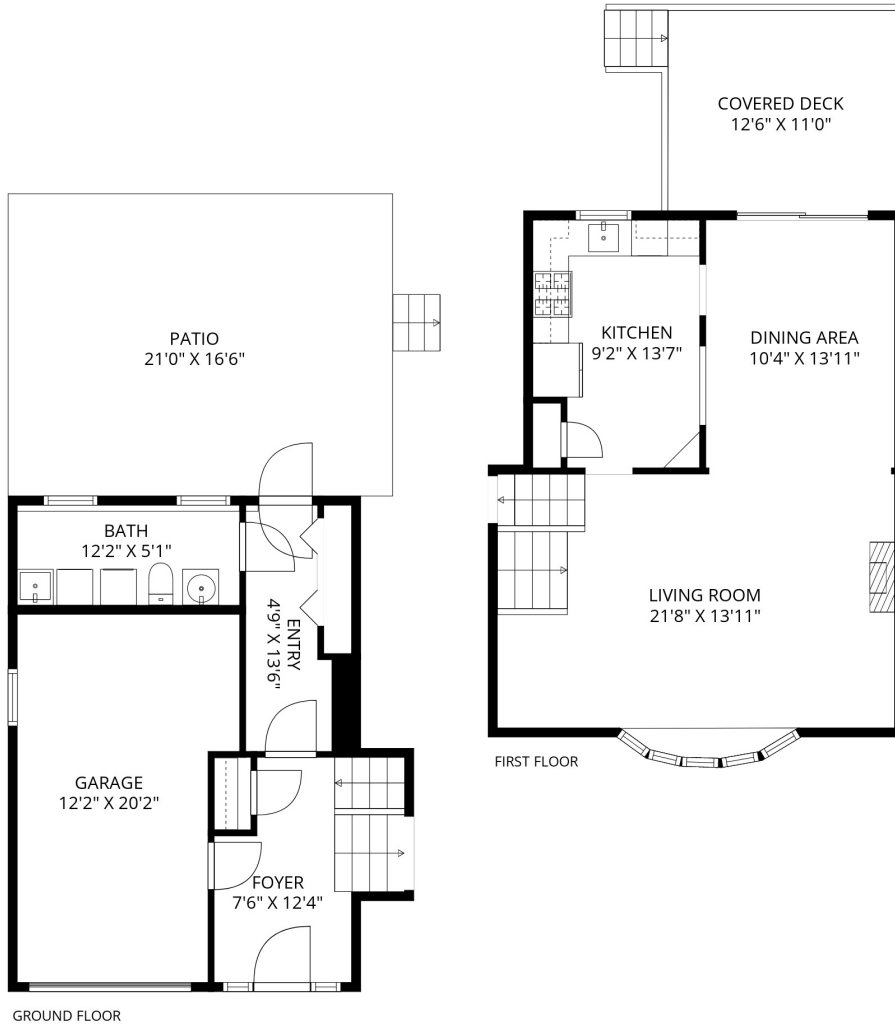 COVERED DECK
12'6" X 11'0"
PATIO
21'0" X 16'6"
KITCHEN
9'2" X 13'7"
DINING AREA
10'4" X 13'11"
BATH
12'2" X 5'1"
ENTRY
4'9" X 13'6"
LIVING ROOM
21'8" X 13'11"
FIRST FLOOR
GARAGE
12'2" X 20'2"
FOYER
7'6" X 12'4"
GROUND FLOOR